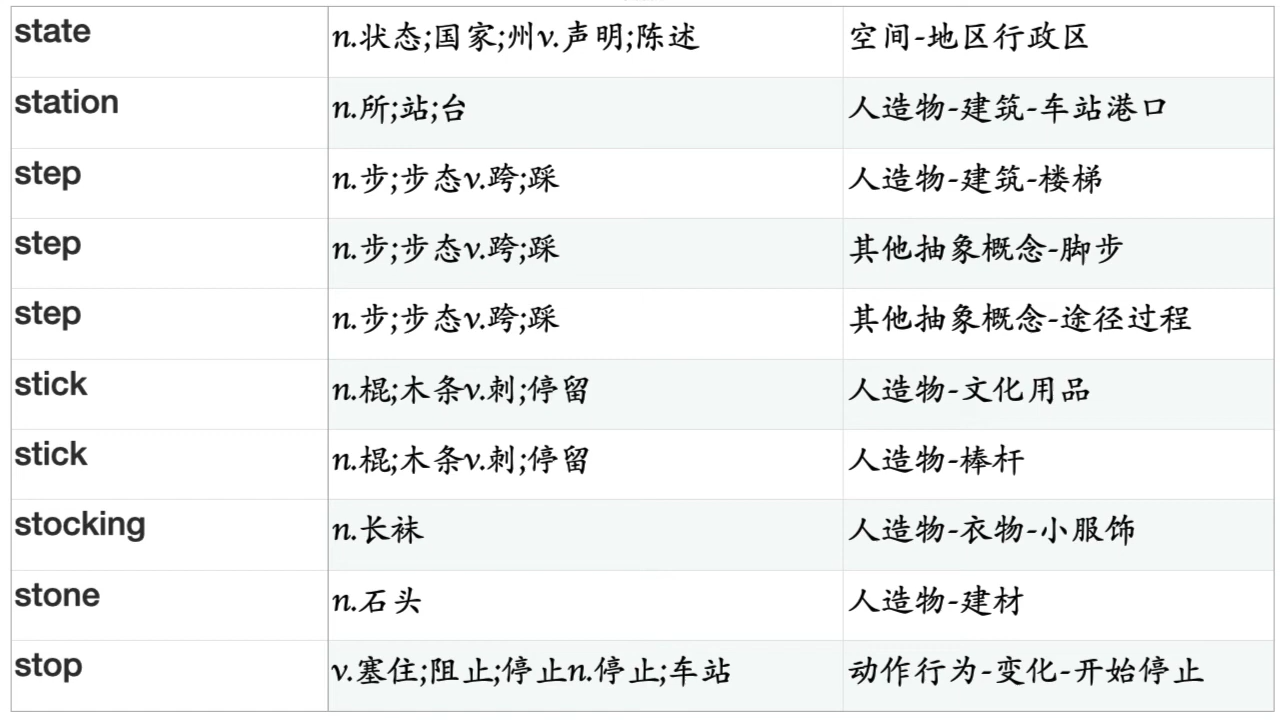 state n.状态;国家;州v.声明;陈述 空间-地区行政区
station n.所;站;台 人造物-建筑-车站港口
step n.步;步态v.跨;踩 人造物-建筑-楼梯
step n.步;步态v.跨;踩 其他抽象概念-脚步
step n.步;步态v.跨;踩 其他抽象概念-途径过程
stick n.棍;木条v.刺;停留 人造物-文化用品
stick n.棍;木条v.刺;停留 人造物-棒杆
stocking n.长袜 人造物-衣物-小服饰
stone n.石头 人造物-建材
stop v.塞住;阻止;停止n.停止;车站 动作行为-变化-开始停止